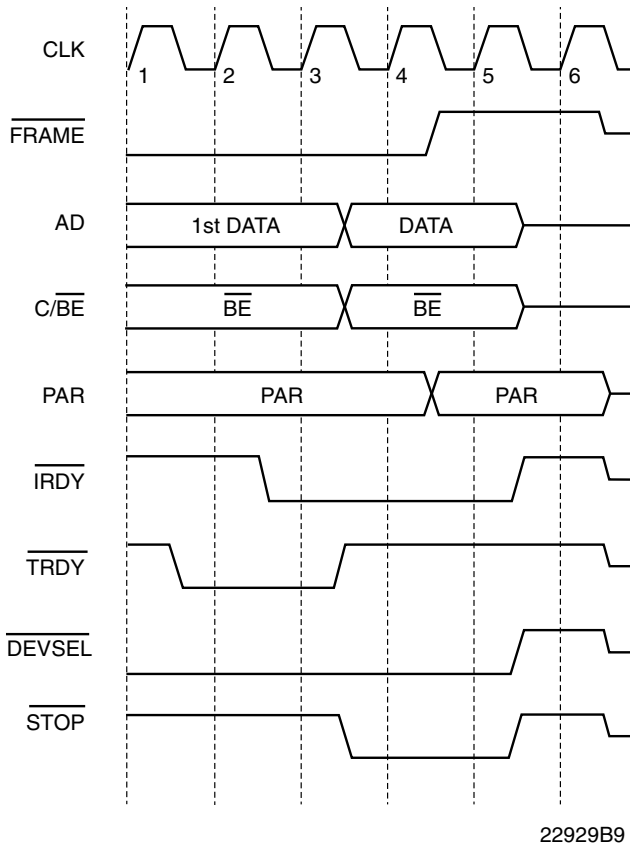 CLK
1 2 3 4 5 6
FRAME
AD 1st DATA DATA
C/BE BE BE
PAR PAR PAR
IRDY
TRDY
DEVSEL
STOP
22929B9